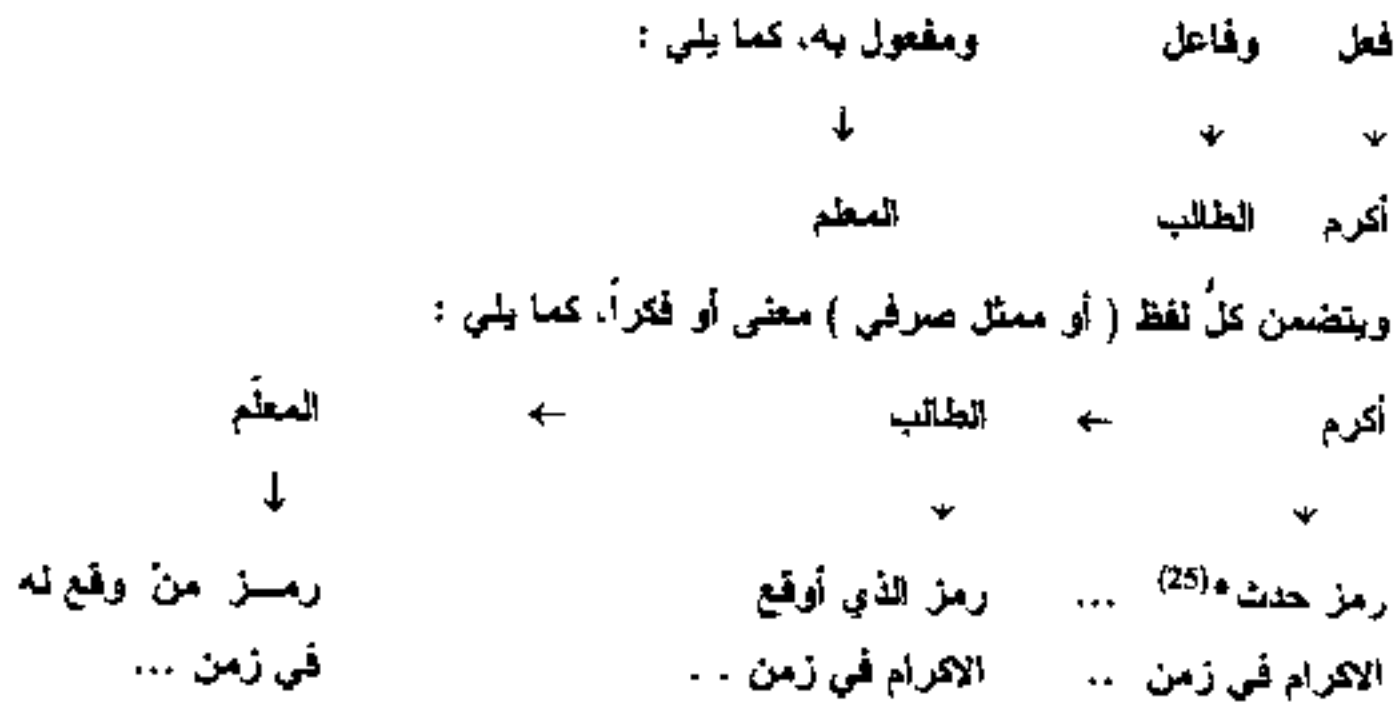 فعل وفاعل ومفعول به، كما يلي :
↓ ↓ ↓
أكرم الطالب المعلم
ويتضمن كلُّ لفظ ( أو ممثل صرفي ) معنى أو فكراً، كما يلي :
أكرم ← الطالب ← المعلّم
↓ ↓ ↓
رمز حدث *(25) ... رمز الذي أوقع رمـــز منْ وقع له
الاكرام في زمن .. الاكرام في زمن . . في زمن ...